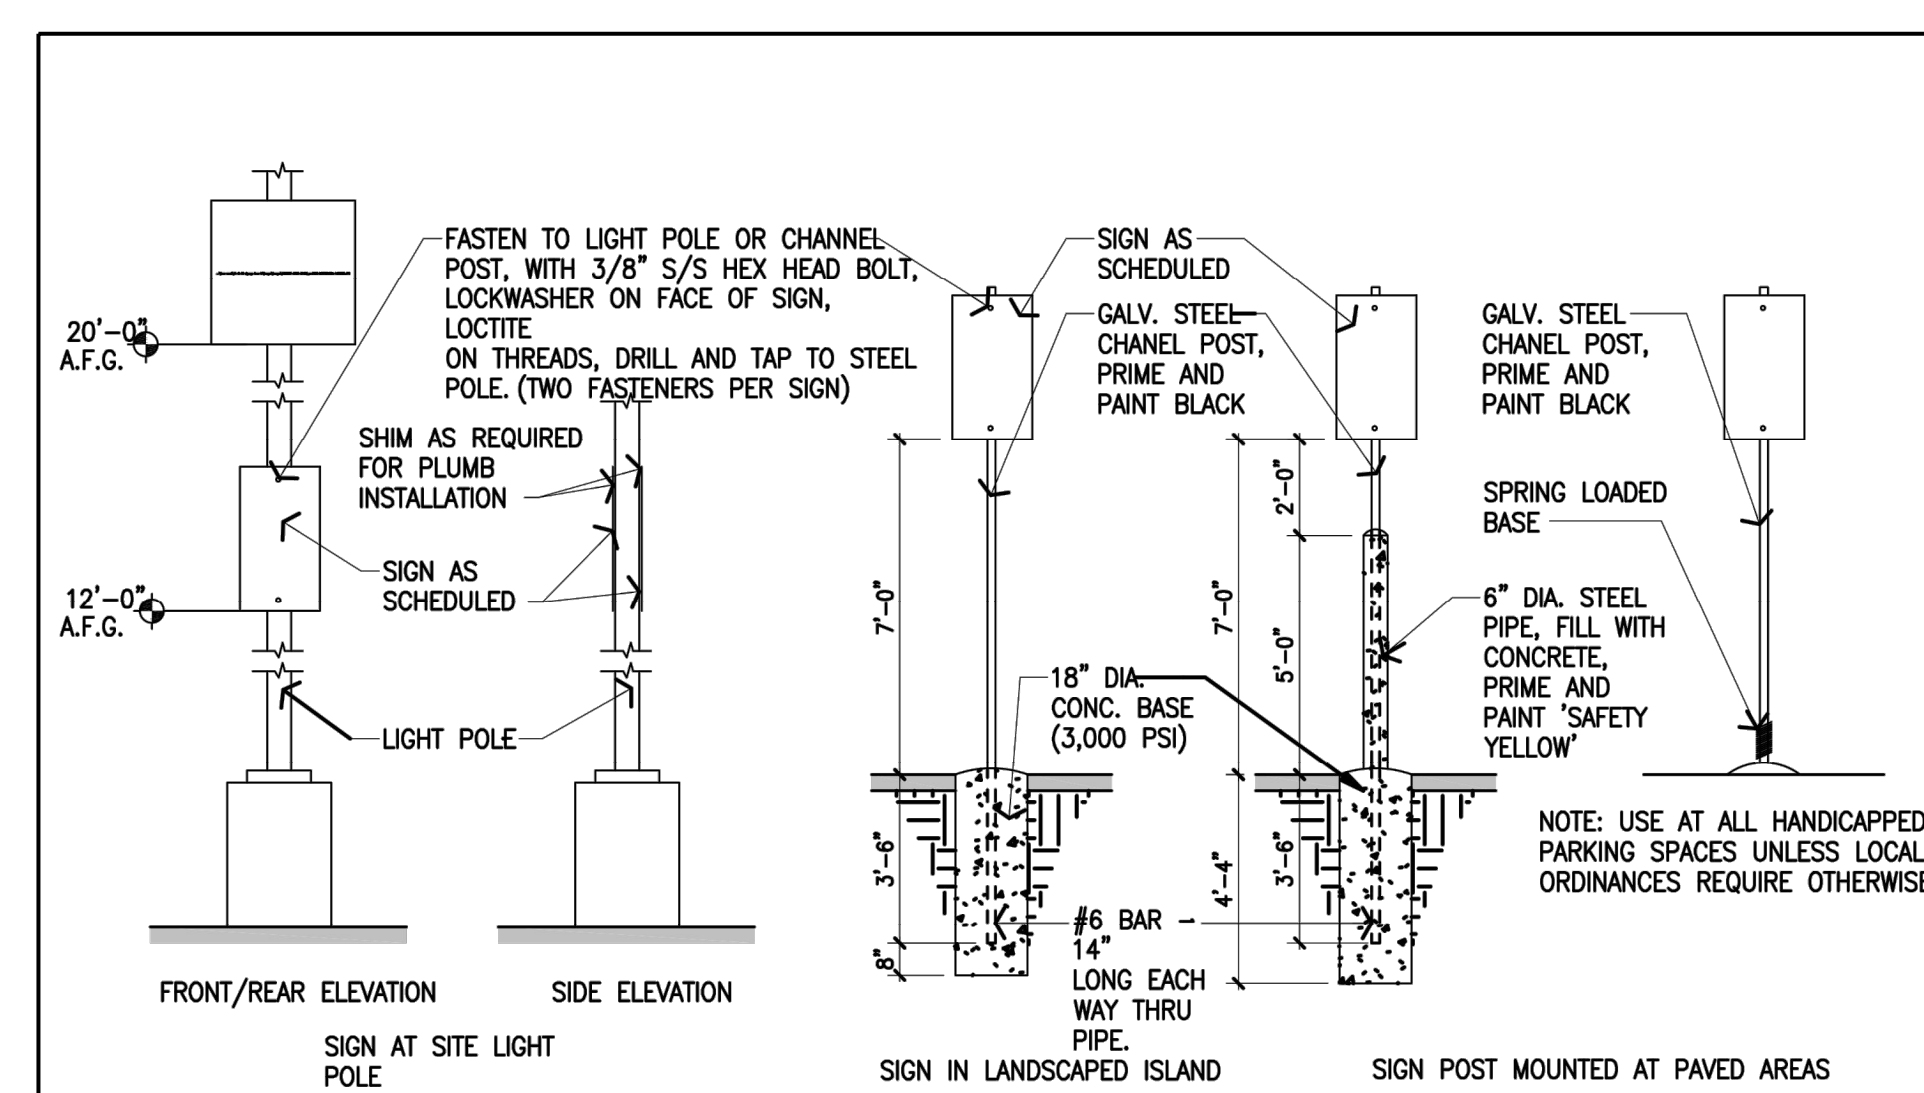 20'-0"
A.F.G.
12'-0"
A.F.G.
FASTEN TO LIGHT POLE OR CHANNEL
POST, WITH 3/8" S/S HEX HEAD BOLT,
LOCKWASHER ON FACE OF SIGN,
LOCTITE
ON THREADS, DRILL AND TAP TO STEEL
POLE. (TWO FASTENERS PER SIGN)
SHIM AS REQUIRED
FOR PLUMB
INSTALLATION
SIGN AS
SCHEDULED
LIGHT POLE
FRONT/REAR ELEVATION
SIDE ELEVATION
SIGN AT SITE LIGHT
POLE
SIGN AS
SCHEDULED
GALV. STEEL
CHANEL POST,
PRIME AND
PAINT BLACK
7'-0"
3'-6"
8"
18" DIA.
CONC. BASE
(3,000 PSI)
#6 BAR -
14"
LONG EACH
WAY THRU
PIPE.
SIGN IN LANDSCAPED ISLAND
7'-0"
4'-4"
2'-0"
5'-0"
3'-6"
GALV. STEEL
CHANEL POST,
PRIME AND
PAINT BLACK
SPRING LOADED
BASE
6" DIA. STEEL
PIPE, FILL WITH
CONCRETE,
PRIME AND
PAINT 'SAFETY
YELLOW'
NOTE: USE AT ALL HANDICAPPED
PARKING SPACES UNLESS LOCAL
ORDINANCES REQUIRE OTHERWISE
SIGN POST MOUNTED AT PAVED AREAS